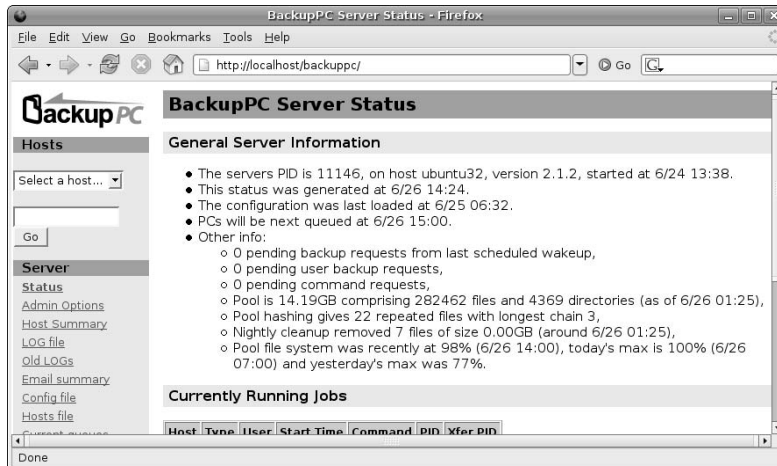 BackupPC Server Status - Firefox
File Edit View Go Bookmarks Tools Help
http://localhost/backuppc/
Go
G
BackupPC
Hosts
Select a host...
Go
Server
Status
Admin Options
Host Summary
LOG file
Old LOGs
Email summary
Config file
Hosts file
Current queues
BackupPC Server Status
General Server Information
The servers PID is 11146, on host ubuntu32, version 2.1.2, started at 6/24 13:38.
This status was generated at 6/26 14:24.
The configuration was last loaded at 6/25 06:32.
PCs will be next queued at 6/26 15:00.
Other info:
0 pending backup requests from last scheduled wakeup,
0 pending user backup requests,
0 pending command requests,
Pool is 14.19GB comprising 282462 files and 4369 directories (as of 6/26 01:25),
Pool hashing gives 22 repeated files with longest chain 3,
Nightly cleanup removed 7 files of size 0.00GB (around 6/26 01:25),
Pool file system was recently at 98% (6/26 14:00), today's max is 100% (6/26
07:00) and yesterday's max was 77%.
Currently Running Jobs
Host Type User Start Time Command PID Xfer PID
Done